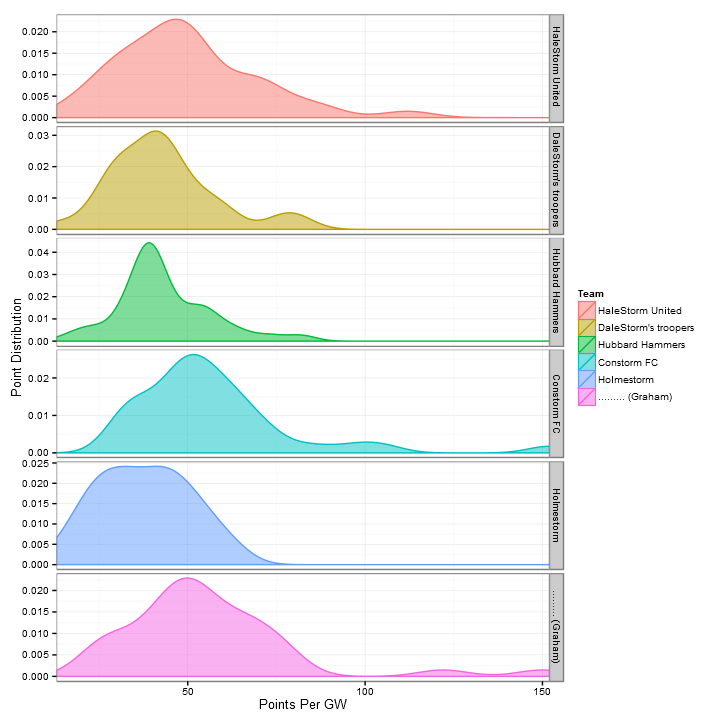 0.020
0.015
0.010
0.005
0.000
HaleStorm United
0.03
0.02
0.01
0.00
DaleStorm's troopers
0.04
0.03
0.02
0.01
0.00
Hubbard Hammers
0.02
0.01
0.00
Constorm FC
0.025
0.020
0.015
0.010
0.005
0.000
Holmestorm
0.020
0.015
0.010
0.005
0.000
......... (Graham)
50
100
150
Points Per GW
Point Distribution
Team
HaleStorm United
DaleStorm's troopers
Hubbard Hammers
Constorm FC
Holmestorm
......... (Graham)